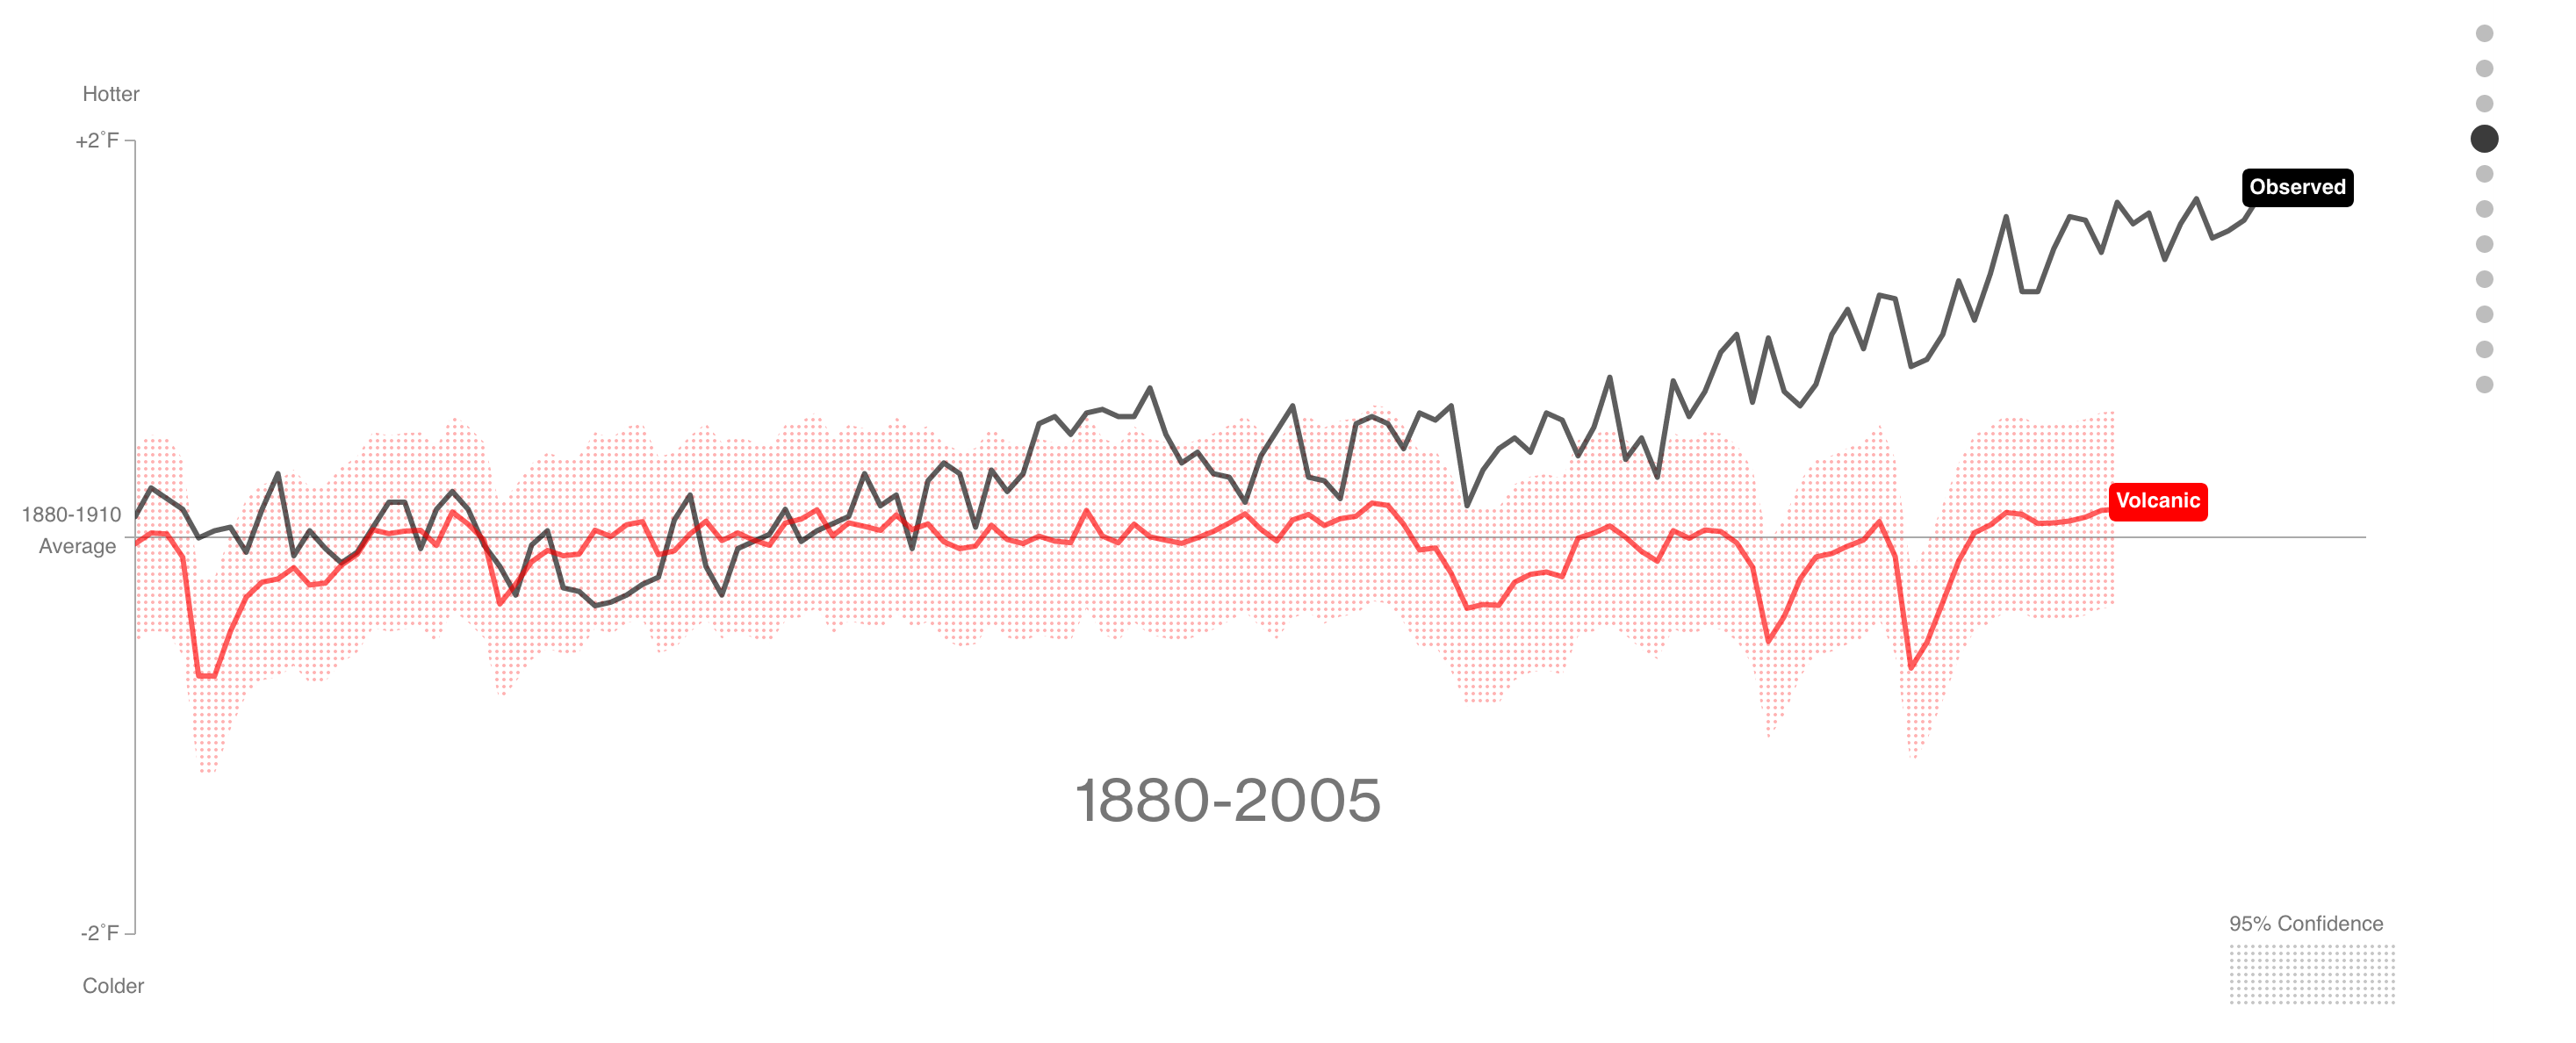 Hotter
+2°F
Observed
1880-1910
Average
Volcanic
1880-2005
-2°F
95% Confidence
Colder